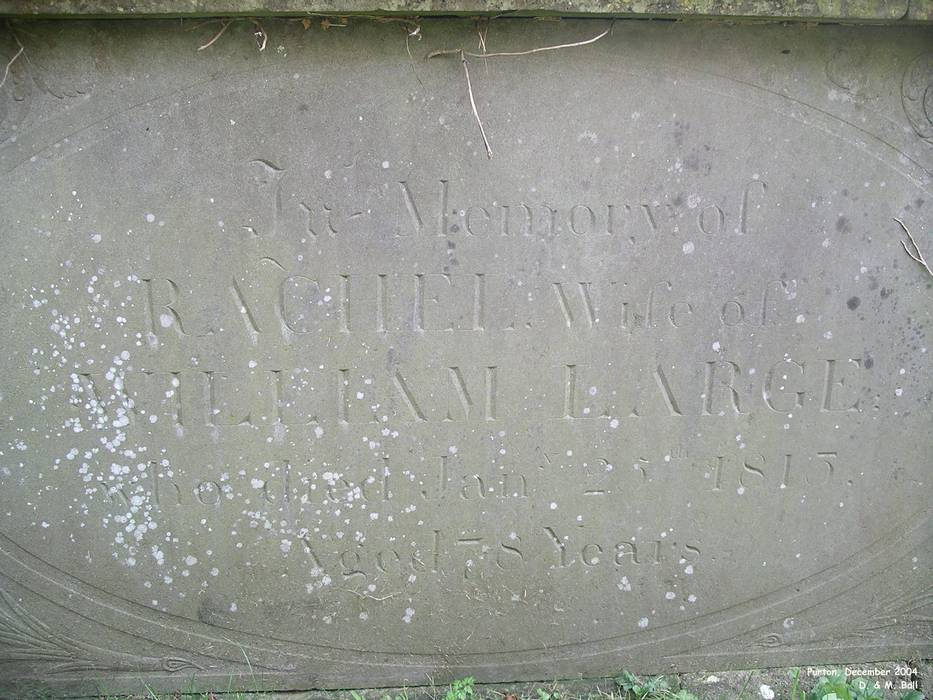 In Memory of
RACHEL Wife of
WILLIAM LARGE.
who died Jan.y 25th 1815.
Aged 78 Years
Purton, December 2004
D. & M. Ball